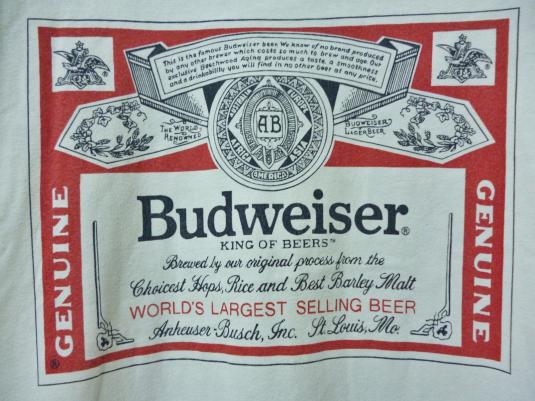 This is the famous Budweiser beer. We know of no brand produced
by any other brewer which costs so much to brew and age. Our
exclusive Beechwood Aging produces a taste, a smoothness
and a drinkability you will find in no other beer at any price.
THE WORLD
RENOWNED
AB
BUDWEISER
LAGER BEER
AMERICA
Budweiser®
KING OF BEERS™
Brewed by our original process from the
Choicest Hops, Rice and Best Barley Malt
WORLD'S LARGEST SELLING BEER
Anheuser-Busch, Inc. St. Louis, Mo.
GENUINE
GENUINE
®